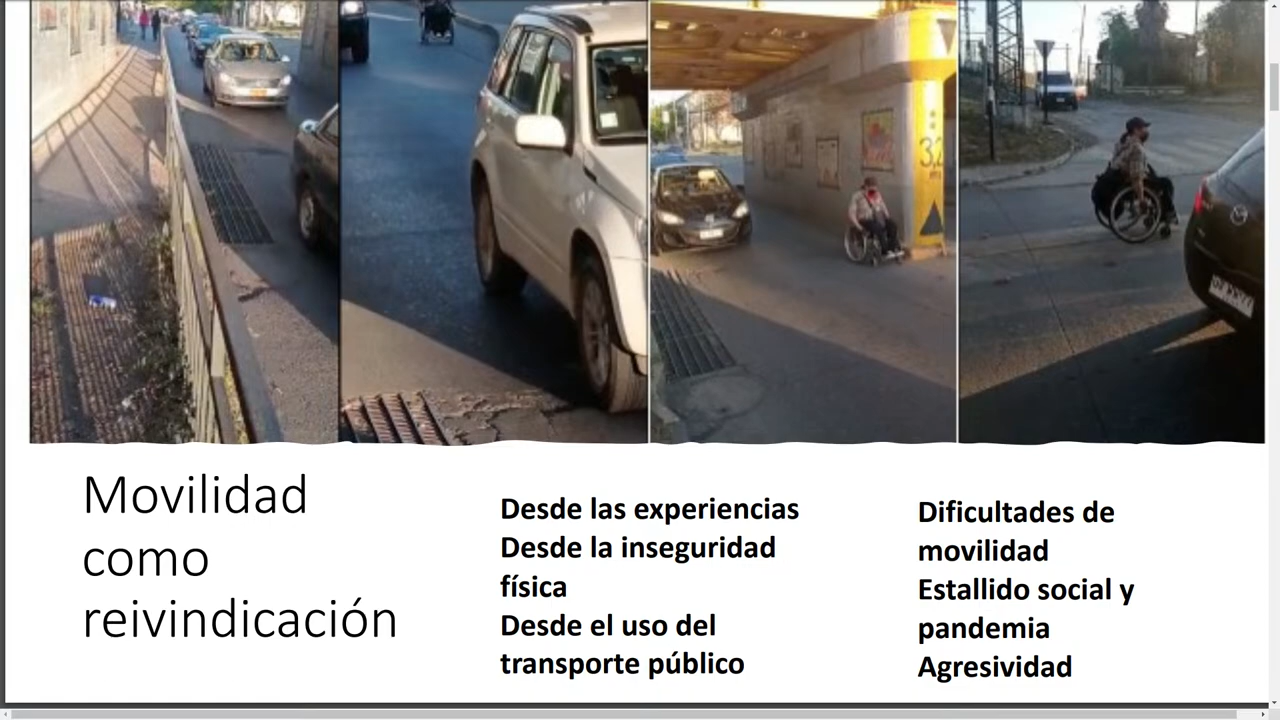 Movilidad
como
reivindicación
Desde las experiencias
Desde la inseguridad
física
Desde el uso del
transporte público
Dificultades de
movilidad
Estallido social y
pandemia
Agresividad